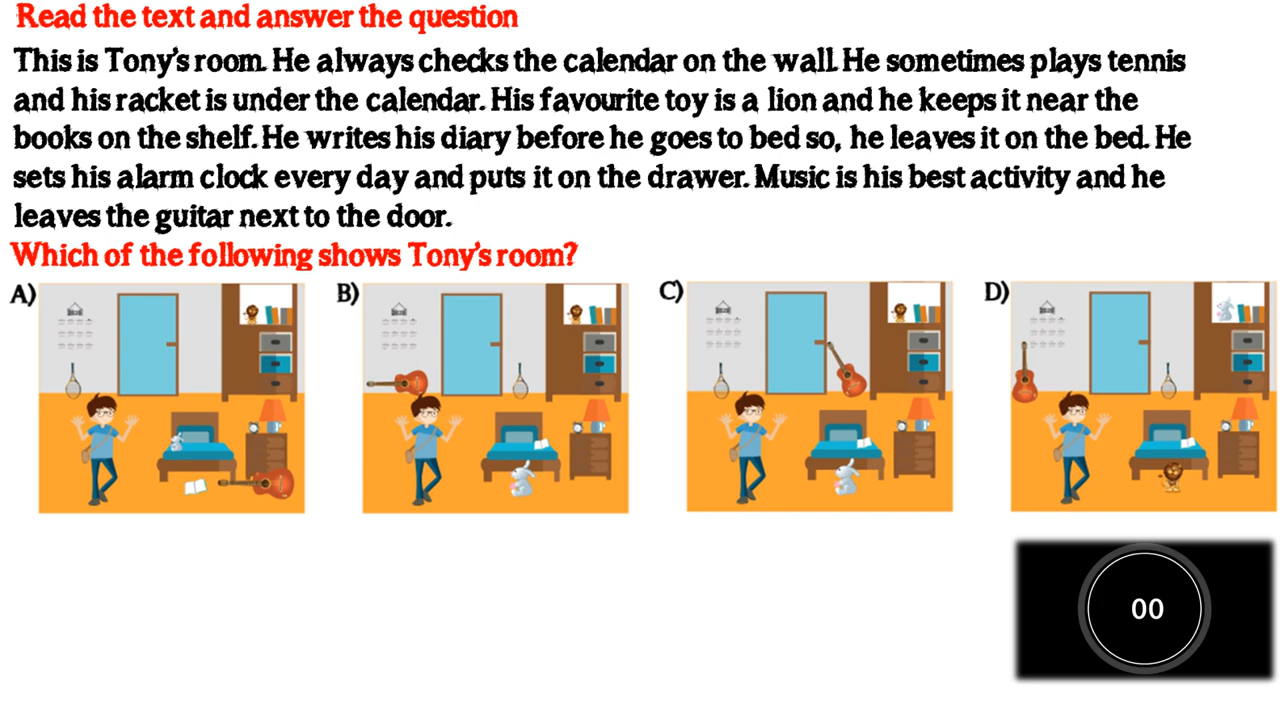 Read the text and answer the question
This is Tony's room. He always checks the calendar on the wall. He sometimes plays tennis
and his racket is under the calendar. His favourite toy is a lion and he keeps it near the
books on the shelf. He writes his diary before he goes to bed so, he leaves it on the bed. He
sets his alarm clock every day and puts it on the drawer. Music is his best activity and he
leaves the guitar next to the door.
Which of the following shows Tony's room?
A) B) C) D)
00